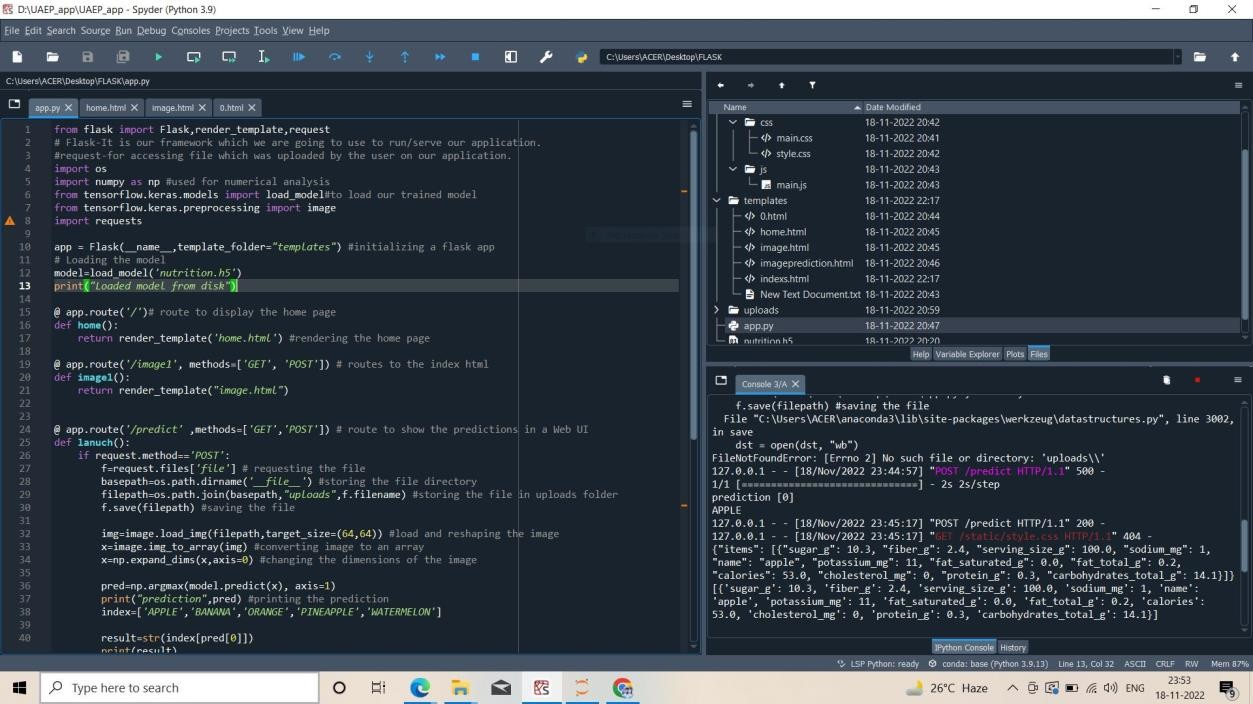 D:\UAEP_app\UAEP_app - Spyder (Python 3.9)
File Edit Search Source Run Debug Consoles Projects Tools View Help
C:\Users\ACER\Desktop\FLASK
C:\Users\ACER\Desktop\FLASK\app.py
app.py home.html image.html 0.html
1 from flask import Flask,render_template,request
2 # Flask-It is our framework which we are going to use to run/serve our application.
3 #request-for accessing file which was uploaded by the user on our application.
4 import os
5 import numpy as np #used for numerical analysis
6 from tensorflow.keras.models import load_model#to load our trained model
7 from tensorflow.keras.preprocessing import image
8 import requests
9
10 app = Flask(__name__,template_folder="templates") #initializing a flask app
11 # Loading the model
12 model=load_model('nutrition.h5')
13 print("Loaded model from disk")
14
15 @ app.route('/')# route to display the home page
16 def home():
17 return render_template('home.html') #rendering the home page
18
19 @ app.route('/image1', methods=['GET', 'POST']) # routes to the index html
20 def image1():
21 return render_template("image.html")
22
23
24 @ app.route('/predict' ,methods=['GET','POST']) # route to show the predictions in a Web UI
25 def lanuch():
26 if request.method=='POST':
27 f=request.files['file'] # requesting the file
28 basepath=os.path.dirname('__file__') #storing the file directory
29 filepath=os.path.join(basepath,"uploads",f.filename) #storing the file in uploads folder
30 f.save(filepath) #saving the file
31
32 img=image.load_img(filepath,target_size=(64,64)) #load and reshaping the image
33 x=image.img_to_array(img) #converting image to an array
34 x=np.expand_dims(x,axis=0) #changing the dimensions of the image
35
36 pred=np.argmax(model.predict(x), axis=1)
37 print("prediction",pred) #printing the prediction
38 index=['APPLE','BANANA','ORANGE','PINEAPPLE','WATERMELON']
39
40 result=str(index[pred[0]])
print(result)
Name Date Modified
css 18-11-2022 20:42
main.css 18-11-2022 20:41
style.css 18-11-2022 20:42
js 18-11-2022 20:43
main.js 18-11-2022 20:43
templates 18-11-2022 22:17
0.html 18-11-2022 20:44
home.html 18-11-2022 20:45
image.html 18-11-2022 20:45
imageprediction.html 18-11-2022 20:46
indexs.html 18-11-2022 22:17
New Text Document.txt 18-11-2022 20:43
uploads 18-11-2022 20:59
app.py 18-11-2022 20:47
nutrition.h5 18-11-2022 20:20
Help Variable Explorer Plots Files
Console 3/A
f.save(filepath) #saving the file
File "C:\Users\ACER\anaconda3\lib\site-packages\werkzeug\datastructures.py", line 3002,
in save
dst = open(dst, "wb")
FileNotFoundError: [Errno 2] No such file or directory: 'uploads\\'
127.0.0.1 - - [18/Nov/2022 23:44:57] "POST /predict HTTP/1.1" 500 -
1/1 [==============================] - 2s 2s/step
prediction [0]
APPLE
127.0.0.1 - - [18/Nov/2022 23:45:17] "POST /predict HTTP/1.1" 200 -
127.0.0.1 - - [18/Nov/2022 23:45:17] "GET /static/style.css HTTP/1.1" 404 -
{"items": [{"sugar_g": 10.3, "fiber_g": 2.4, "serving_size_g": 100.0, "sodium_mg": 1,
"name": "apple", "potassium_mg": 11, "fat_saturated_g": 0.0, "fat_total_g": 0.2,
"calories": 53.0, "cholesterol_mg": 0, "protein_g": 0.3, "carbohydrates_total_g": 14.1}]}
[{'sugar_g': 10.3, 'fiber_g': 2.4, 'serving_size_g': 100.0, 'sodium_mg': 1, 'name':
'apple', 'potassium_mg': 11, 'fat_saturated_g': 0.0, 'fat_total_g': 0.2, 'calories':
53.0, 'cholesterol_mg': 0, 'protein_g': 0.3, 'carbohydrates_total_g': 14.1}]
IPython Console History
LSP Python: ready conda: base (Python 3.9.13) Line 13, Col 32 ASCII CRLF RW Mem 87%
Type here to search
26°C Haze ENG 23:53 18-11-2022 9